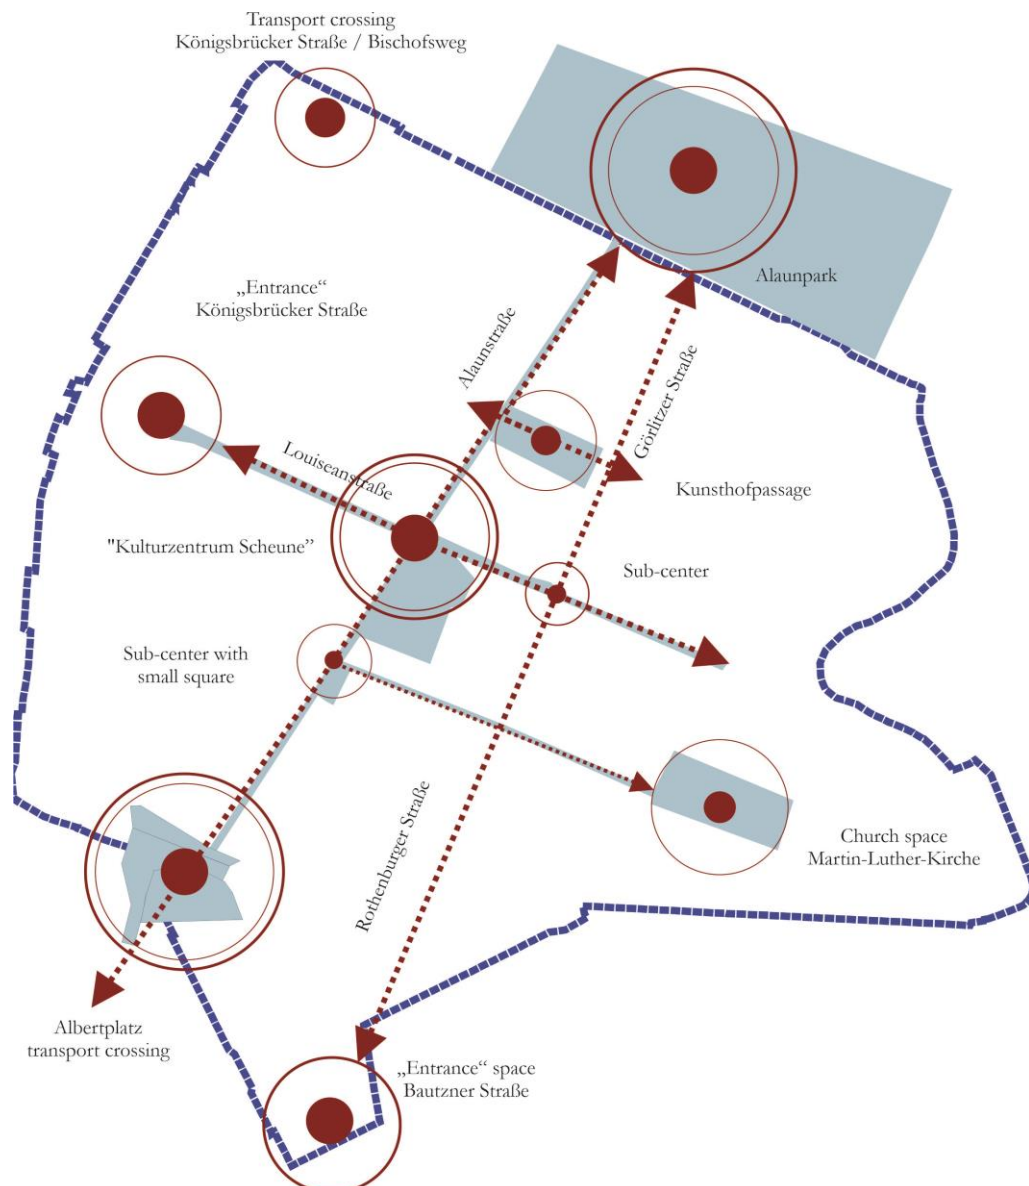 Transport crossing
Königsbrücker Straße / Bischofsweg
Alaunpark
„Entrance“
Königsbrücker Straße
Alaunstraße
Görlitzer Straße
Louiseanstraße
Kunsthofpassage
"Kulturzentrum Scheune”
Sub-center
Sub-center with
small square
Rothenburger Straße
Church space
Martin-Luther-Kirche
Albertplatz
transport crossing
„Entrance“ space
Bautzner Straße